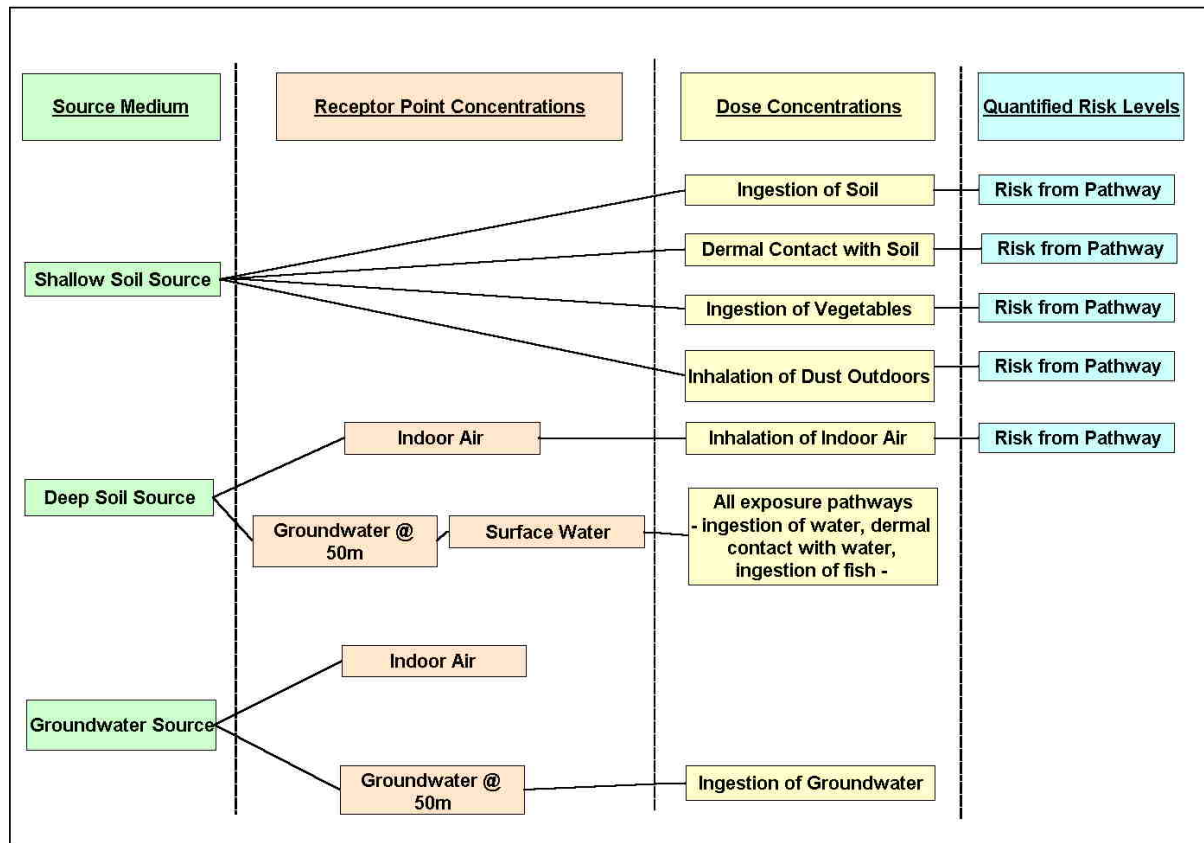 Source Medium
Receptor Point Concentrations
Dose Concentrations
Quantified Risk Levels
Ingestion of Soil
Risk from Pathway
Dermal Contact with Soil
Risk from Pathway
Shallow Soil Source
Ingestion of Vegetables
Risk from Pathway
Inhalation of Dust Outdoors
Risk from Pathway
Indoor Air
Inhalation of Indoor Air
Risk from Pathway
Deep Soil Source
Groundwater @
50m
Surface Water
All exposure pathways
- ingestion of water, dermal
contact with water,
ingestion of fish -
Indoor Air
Groundwater Source
Groundwater @
50m
Ingestion of Groundwater